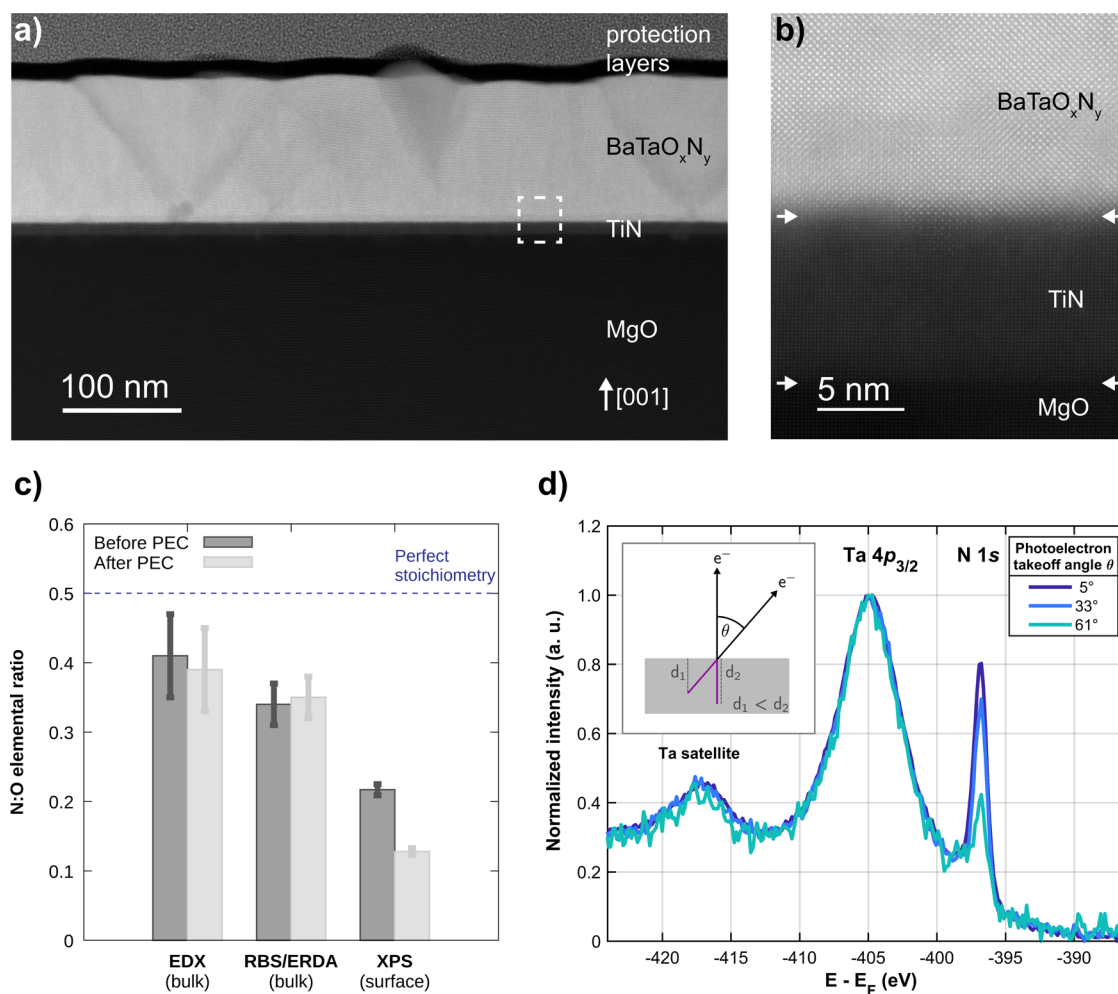 a)
protection
layers
BaTaOₓNᵧ
TiN
MgO
100 nm
[001]
b)
BaTaOₓNᵧ
TiN
5 nm
MgO
c)
N:O elemental ratio
0.6
0.5
0.4
0.3
0.2
0.1
0
Before PEC
After PEC
Perfect
stoichiometry
EDX
(bulk)
RBS/ERDA
(bulk)
XPS
(surface)
d)
Normalized intensity (a. u.)
1.2
1.0
0.8
0.6
0.4
0.2
0
e⁻
e⁻
θ
d₁
d₂
d₁ < d₂
Ta satellite
Ta 4p₃/₂
N 1s
Photoelectron
takeoff angle θ
5°
33°
61°
-420
-415
-410
-405
-400
-395
-390
E - E_F (eV)